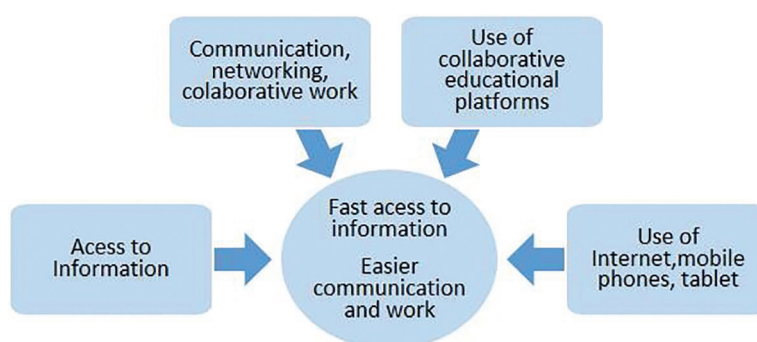 Communication,
networking,
colaborative work
Use of
collaborative
educational
platforms
Acess to
Information
Fast acess to
information
Easier
communication
and work
Use of
Internet,mobile
phones, tablet